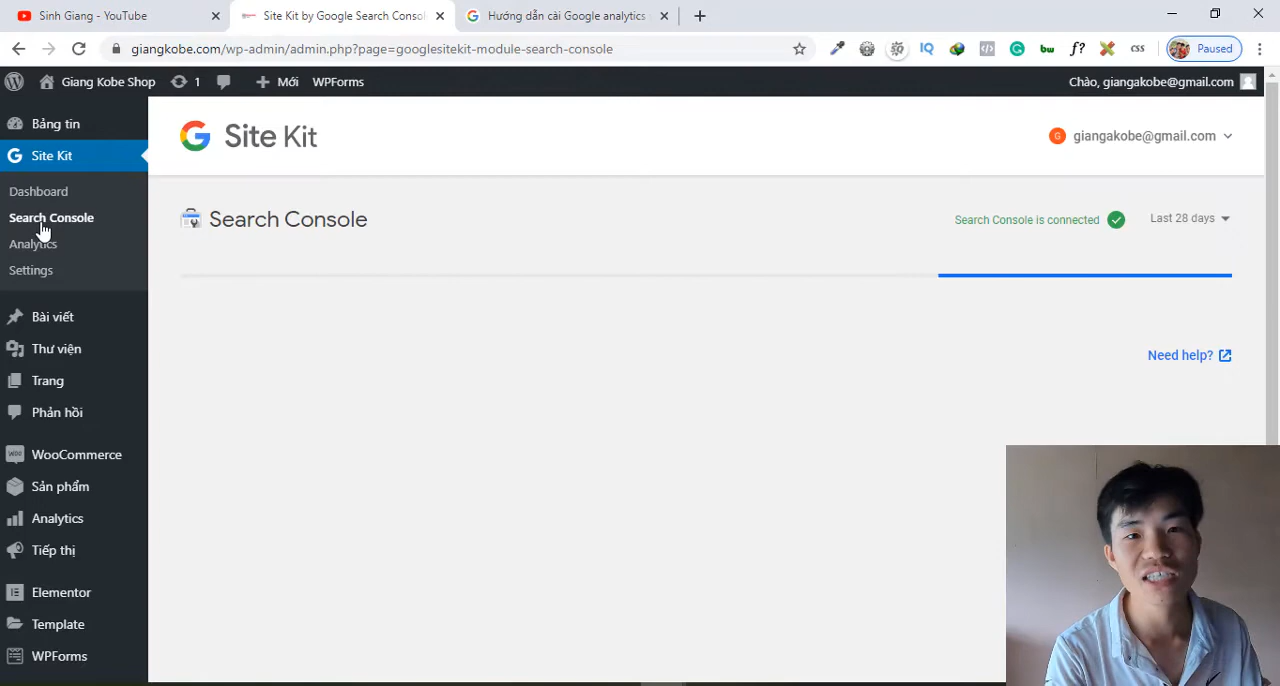 Sinh Giang - YouTube
Site Kit by Google Search Conso
Hướng dẫn cài Google analytics
giangkobe.com/wp-admin/admin.php?page=googlesitekit-module-search-console
IQ
bw
f?
css
Paused
Giang Kobe Shop
1
Mới
WPForms
Chào, giangakobe@gmail.com
Bảng tin
Site Kit
Dashboard
Search Console
Analytics
Settings
Bài viết
Thư viện
Trang
Phản hồi
WooCommerce
Sản phẩm
Analytics
Tiếp thị
Elementor
Template
WPForms
Site Kit
G
giangakobe@gmail.com
Search Console
Search Console is connected
Last 28 days
Need help?